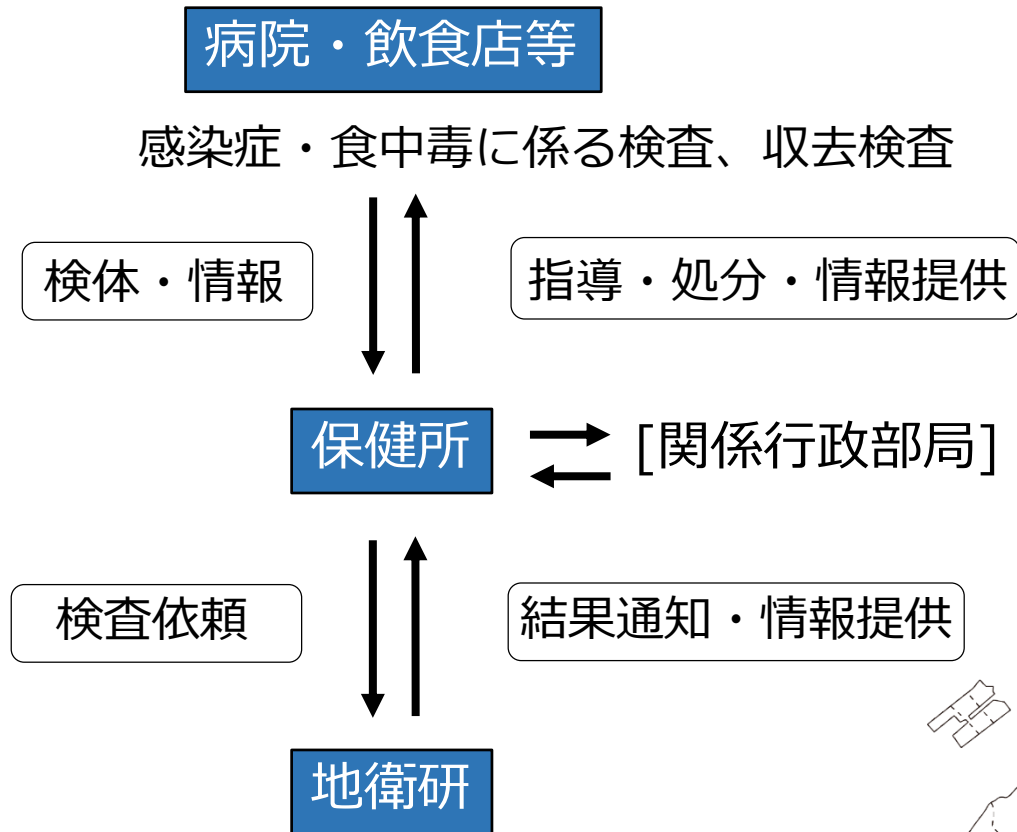 病院・飲食店等
感染症・食中毒に係る検査、収去検査
検体・情報
指導・処分・情報提供
保健所
[関係行政部局]
検査依頼
結果通知・情報提供
地衛研